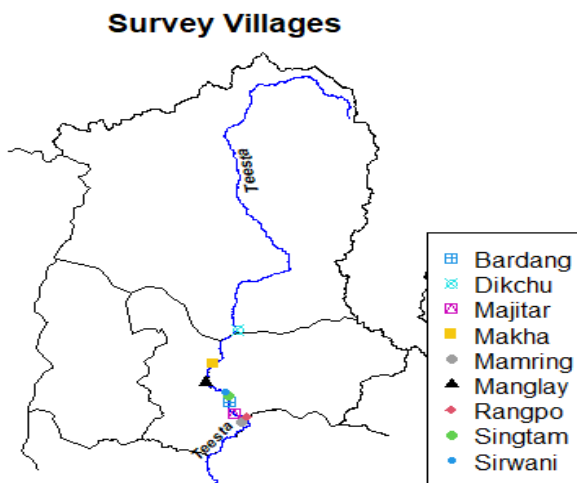 Survey Villages
Teesta
Bardang
Dikchu
Majitar
Makha
Mamring
Manglay
Rangpo
Singtam
Sirwani
Teesta